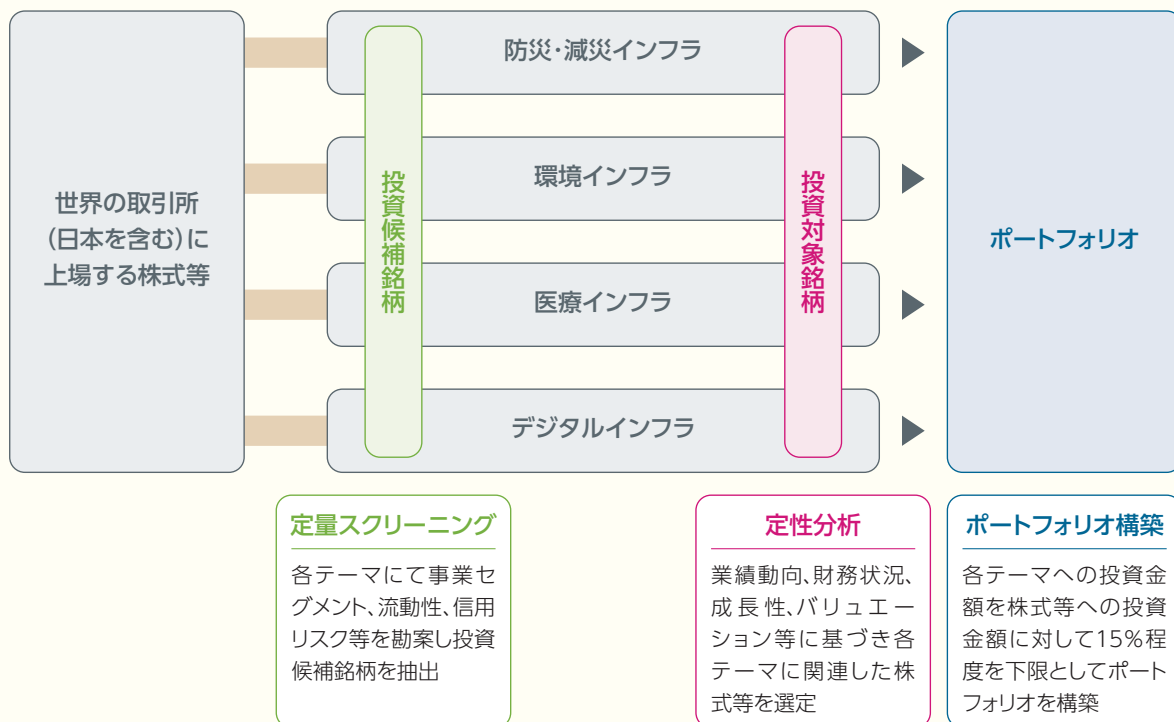 世界の取引所
(日本を含む)に
上場する株式等
防災・減災インフラ
環境インフラ
医療インフラ
デジタルインフラ
投資候補銘柄
投資対象銘柄
ポートフォリオ
定量スクリーニング
各テーマにて事業セ
グメント、流動性、信用
リスク等を勘案し投資
候補銘柄を抽出
定性分析
業績動向、財務状況、
成長性、バリュエー
ション等に基づき各
テーマに関連した株
式等を選定
ポートフォリオ構築
各テーマへの投資金
額を株式等への投資
金額に対して15%程
度を下限としてポート
フォリオを構築